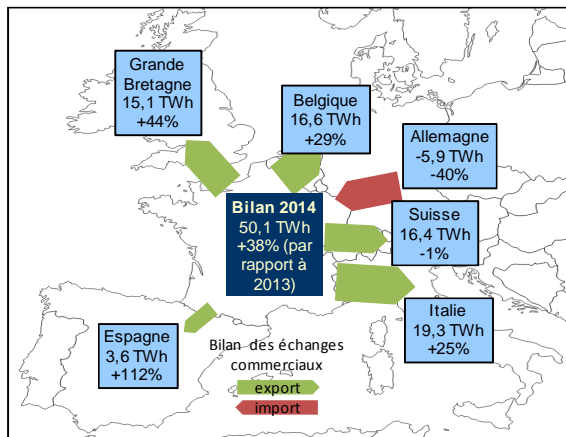 Grande
Bretagne
15,1 TWh
+44%
Belgique
16,6 TWh
+29%
Allemagne
-5,9 TWh
-40%
Bilan 2014
50,1 TWh
+38% (par
rapport à
2013)
Suisse
16,4 TWh
-1%
Italie
19,3 TWh
+25%
Espagne
3,6 TWh
+112%
Bilan des échanges
commerciaux
export
import